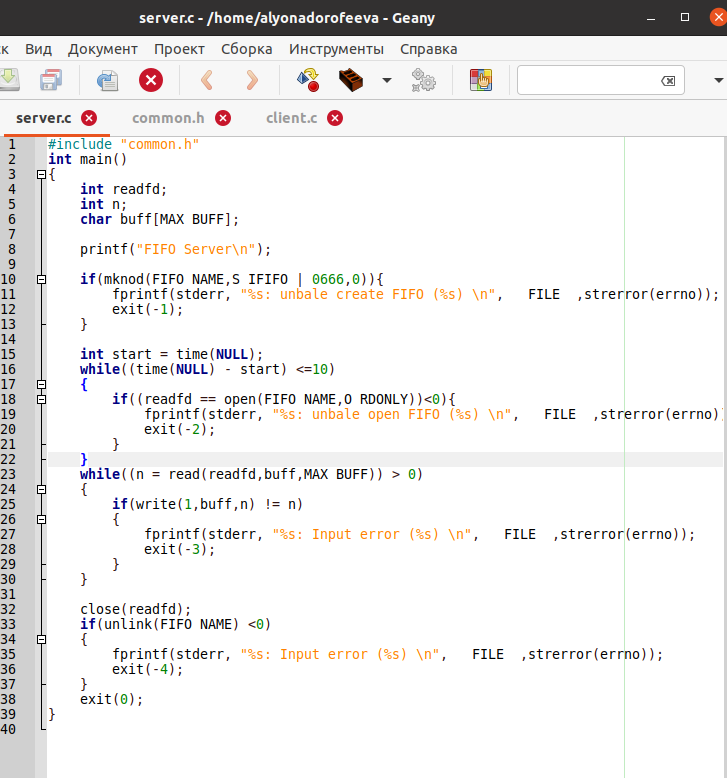 server.c - /home/alyonadorofeeva - Geany
к Вид Документ Проект Сборка Инструменты Справка
server.c common.h client.c
1 #include "common.h"
2 int main()
3 {
4 int readfd;
5 int n;
6 char buff[MAX BUFF];
7
8 printf("FIFO Server\n");
9
10 if(mknod(FIFO NAME,S IFIFO | 0666,0)){
11 fprintf(stderr, "%s: unbale create FIFO (%s) \n", FILE ,strerror(errno));
12 exit(-1);
13 }
14
15 int start = time(NULL);
16 while((time(NULL) - start) <=10)
17 {
18 if((readfd == open(FIFO NAME,O RDONLY))<0){
19 fprintf(stderr, "%s: unbale open FIFO (%s) \n", FILE ,strerror(errno))
20 exit(-2);
21 }
22 }
23 while((n = read(readfd,buff,MAX BUFF)) > 0)
24 {
25 if(write(1,buff,n) != n)
26 {
27 fprintf(stderr, "%s: Input error (%s) \n", FILE ,strerror(errno));
28 exit(-3);
29 }
30 }
31
32 close(readfd);
33 if(unlink(FIFO NAME) <0)
34 {
35 fprintf(stderr, "%s: Input error (%s) \n", FILE ,strerror(errno));
36 exit(-4);
37 }
38 exit(0);
39 }
40